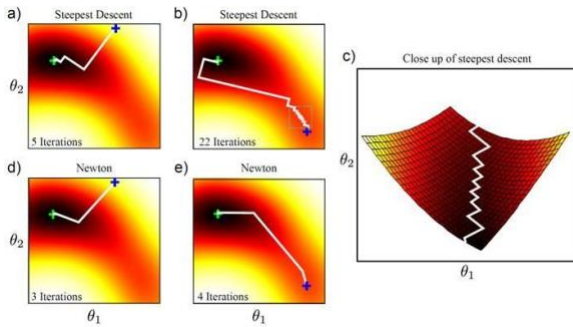 a)
Steepest Descent
b)
Steepest Descent
c)
Close up of steepest descent
θ2
5 Iterations
22 Iterations
θ2
θ1
d)
Newton
e)
Newton
θ2
3 Iterations
4 Iterations
θ1